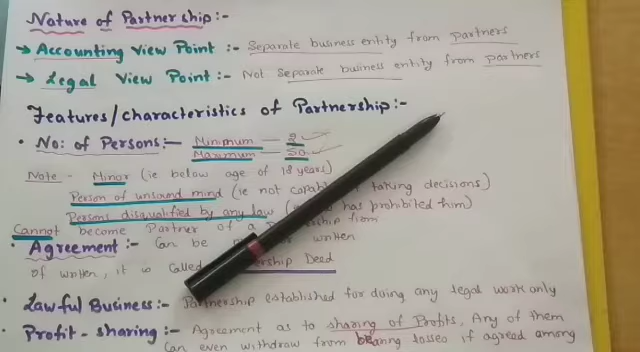 Nature of Partnership :-
→ Accounting View Point :- Separate business entity from partners
→ Legal View Point :- Not Separate business entity from partners
Features/characteristics of Partnership:-
• No: of Persons:- Minimum - 2
Maximum - 50
Note - Minor (ie below age of 18 years)
Person of unsound mind (ie not capable taking decisions)
Persons disqualified by any law has prohibited him)
Cannot become Partner of a firm
• Agreement:- Can be written
of written, it is called Deed
• Lawful Business:- Partnership established for doing any legal work only
• Profit-sharing :- Agreement as to sharing of Profits, Any of them
Can even withdraw from bearing losses if agreed among